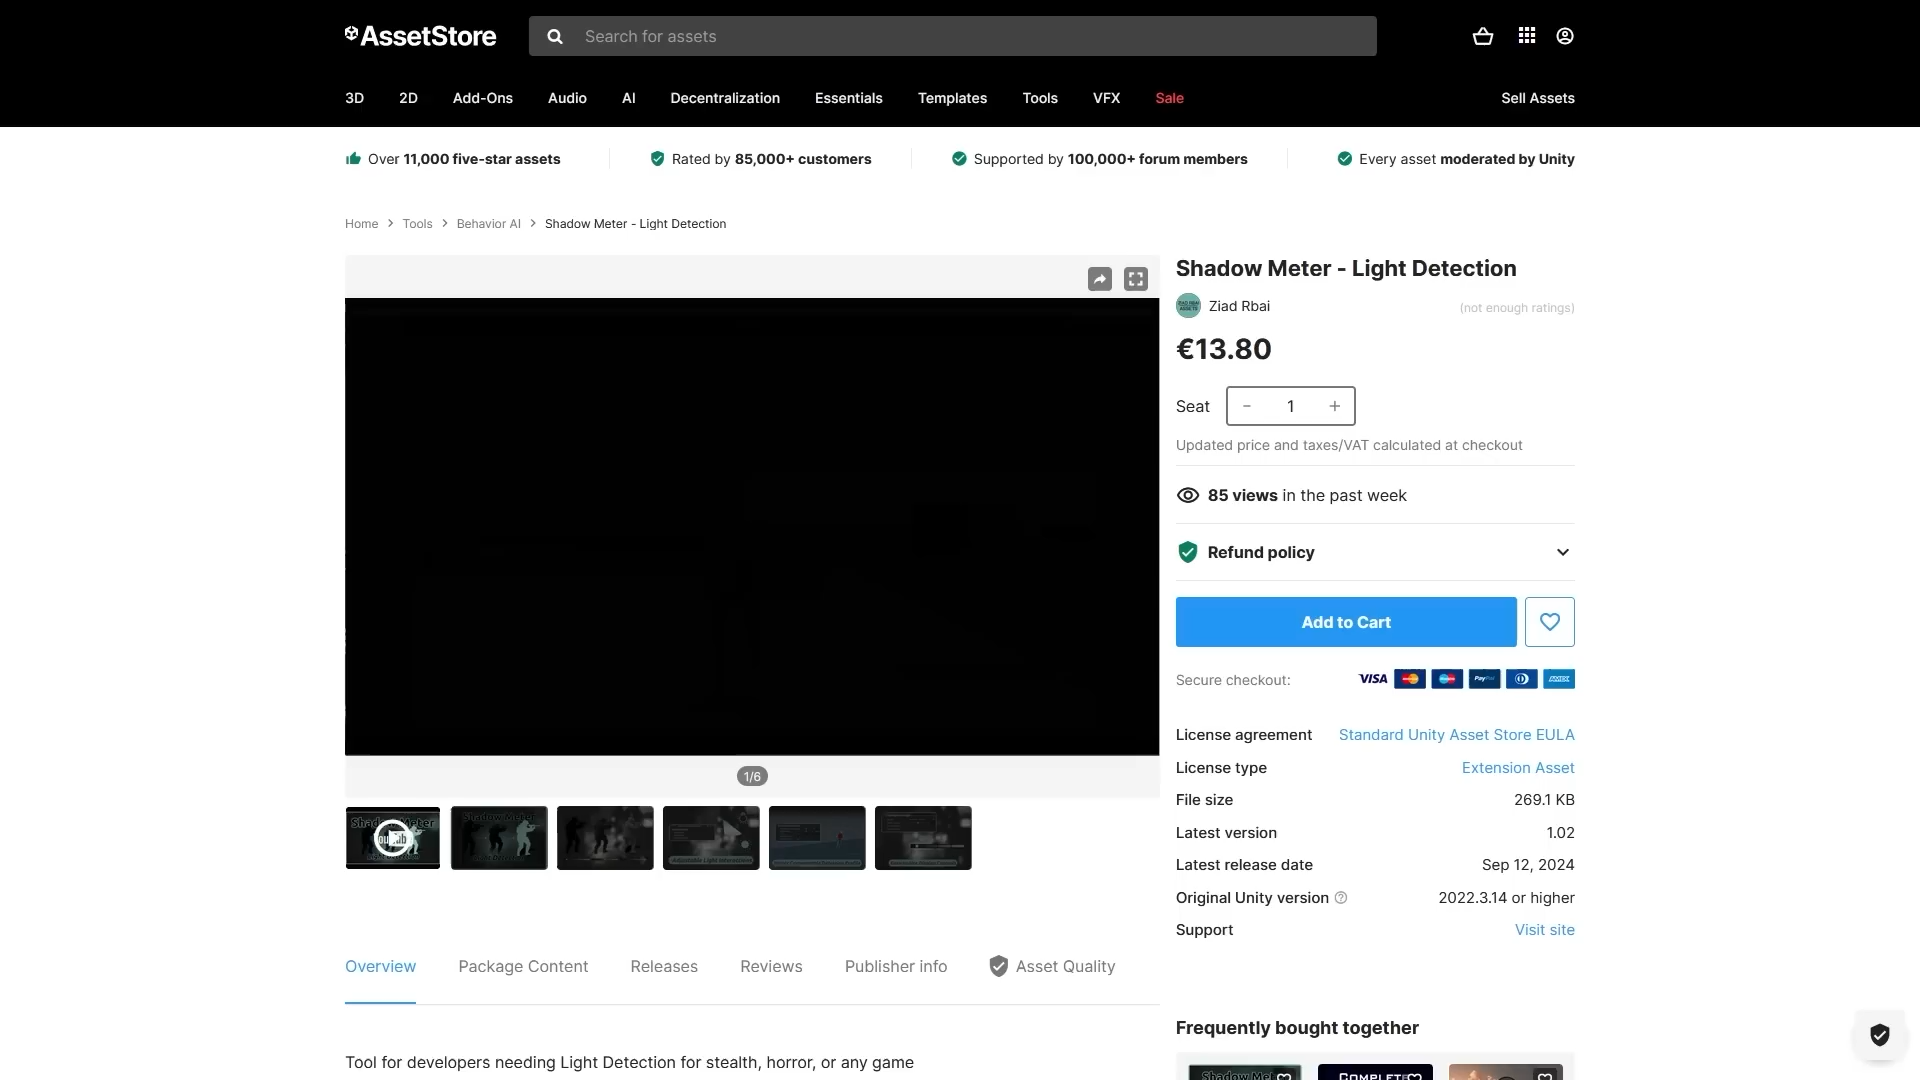 AssetStore
Search for assets
3D 2D Add-Ons Audio AI Decentralization Essentials Templates Tools VFX Sale Sell Assets
Over 11,000 five-star assets Rated by 85,000+ customers Supported by 100,000+ forum members Every asset moderated by Unity
Home > Tools > Behavior AI > Shadow Meter - Light Detection
Shadow Meter - Light Detection
Ziad Rbai (not enough ratings)
€13.80
Seat - 1 +
Updated price and taxes/VAT calculated at checkout
85 views in the past week
Refund policy
Add to Cart
Secure checkout: VISA PayPal
License agreement Standard Unity Asset Store EULA
License type Extension Asset
File size 269.1 KB
Latest version 1.02
Latest release date Sep 12, 2024
Original Unity version 2022.3.14 or higher
Support Visit site
1/6
Shadow Meter
Overview Package Content Releases Reviews Publisher info Asset Quality
Frequently bought together
Tool for developers needing Light Detection for stealth, horror, or any game